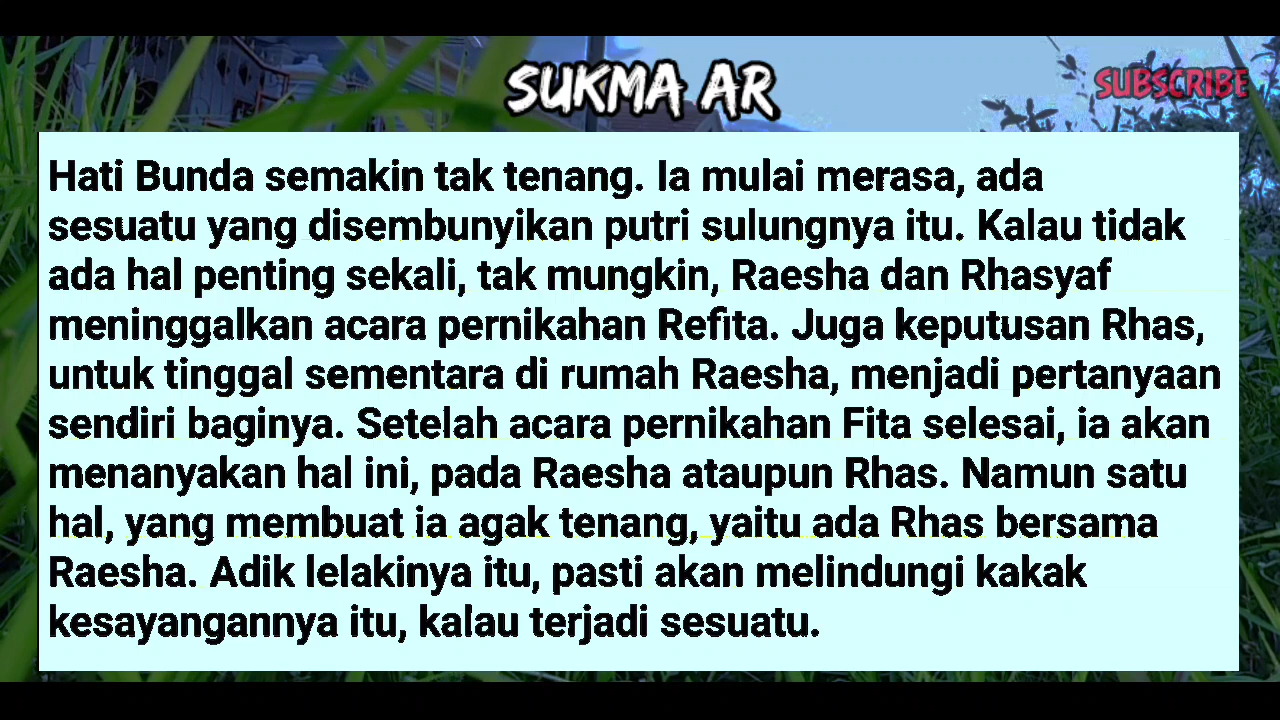 SUKMA AR
SUBSCRIBE
Hati Bunda semakin tak tenang. Ia mulai merasa, ada
sesuatu yang disembunyikan putri sulungnya itu. Kalau tidak
ada hal penting sekali, tak mungkin, Raesha dan Rhasyaf
meninggalkan acara pernikahan Refita. Juga keputusan Rhas,
untuk tinggal sementara di rumah Raesha, menjadi pertanyaan
sendiri baginya. Setelah acara pernikahan Fita selesai, ia akan
menanyakan hal ini, pada Raesha ataupun Rhas. Namun satu
hal, yang membuat ia agak tenang, yaitu ada Rhas bersama
Raesha. Adik lelakinya itu, pasti akan melindungi kakak
kesayangannya itu, kalau terjadi sesuatu.